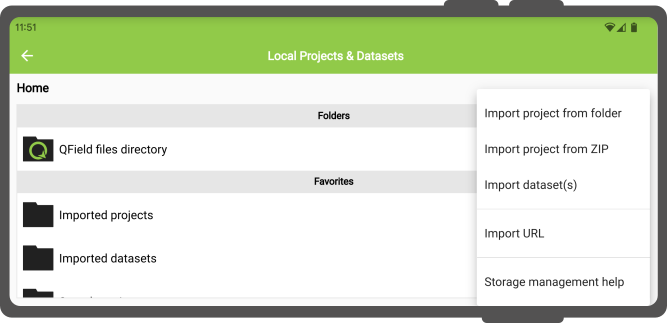 11:51
Local Projects & Datasets
Home
Folders
QField files directory
Favorites
Imported projects
Imported datasets
Import project from folder
Import project from ZIP
Import dataset(s)
Import URL
Storage management help